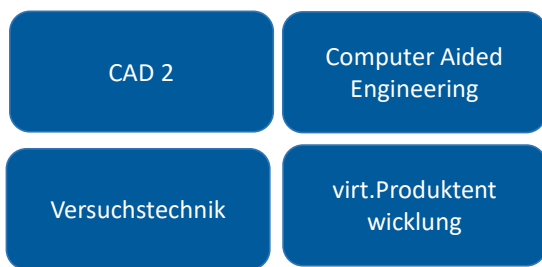 CAD 2
Computer Aided
Engineering
Versuchstechnik
virt.Produktent
wicklung